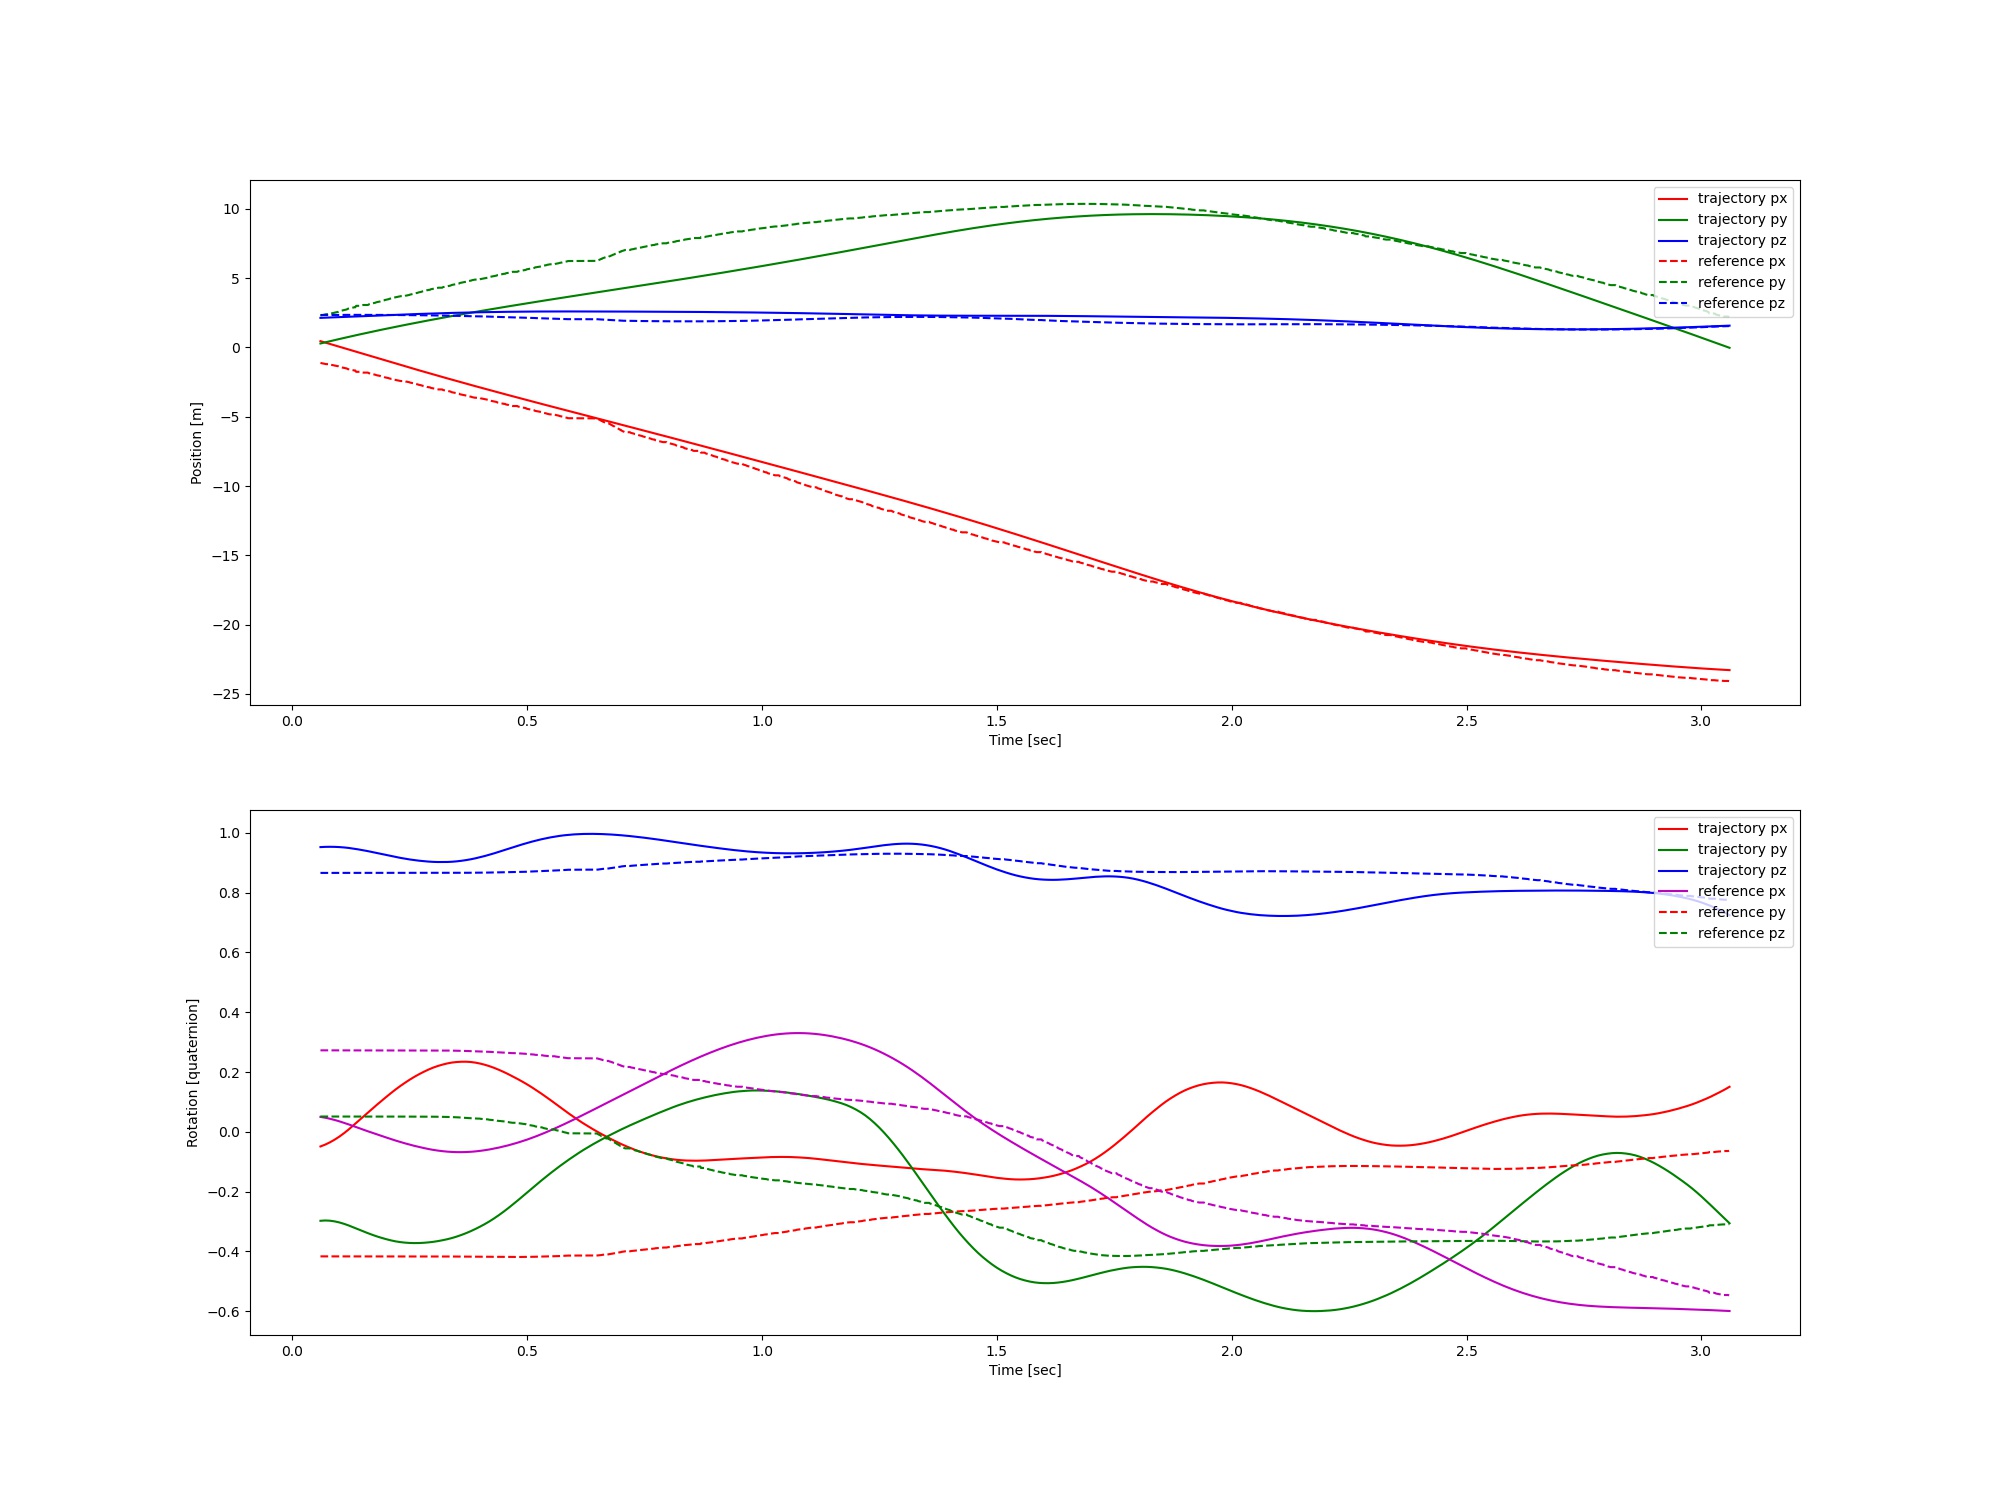 10
5
0
−5
−10
−15
−20
−25
Position [m]
trajectory px
trajectory py
trajectory pz
reference px
reference py
reference pz
0.0 0.5 1.0 1.5 2.0 2.5 3.0
Time [sec]
1.0
0.8
0.6
0.4
0.2
0.0
−0.2
−0.4
−0.6
Rotation [quaternion]
trajectory px
trajectory py
trajectory pz
reference px
reference py
reference pz
0.0 0.5 1.0 1.5 2.0 2.5 3.0
Time [sec]